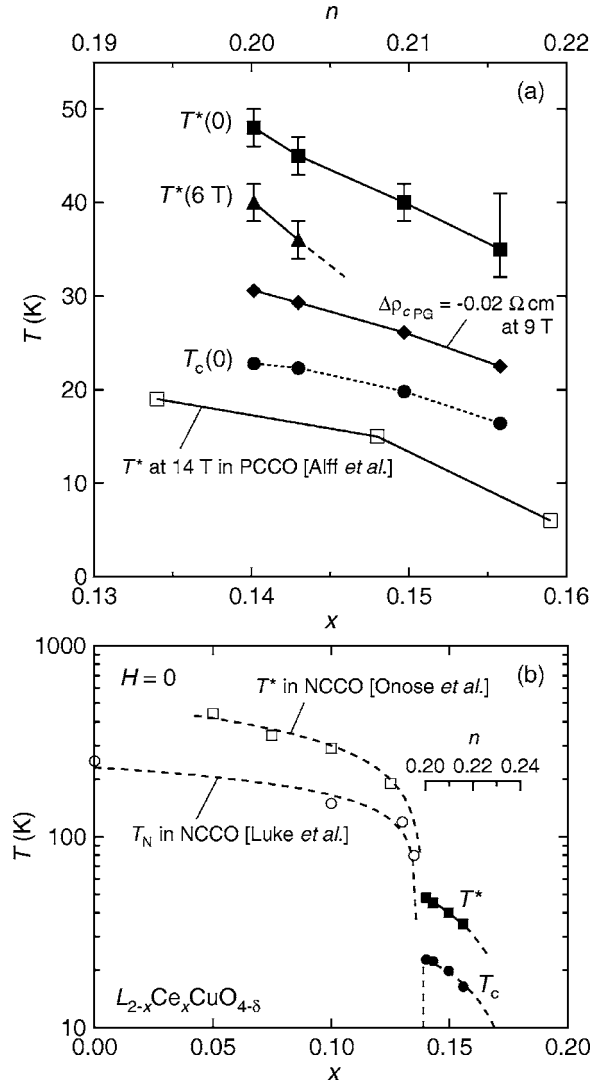 n
0.19 0.20 0.21 0.22
(a)
50
40
30
20
10
0
T (K)
T*(0)
T*(6 T)
Δρc PG = -0.02 Ω cm
at 9 T
Tc(0)
T* at 14 T in PCCO [Alff et al.]
0.13 0.14 0.15 0.16
x
1000
100
10
T (K)
H = 0
(b)
T* in NCCO [Onose et al.]
n
0.20 0.22 0.24
TN in NCCO [Luke et al.]
T*
Tc
L2-xCexCuO4-δ
0.00 0.05 0.10 0.15 0.20
x